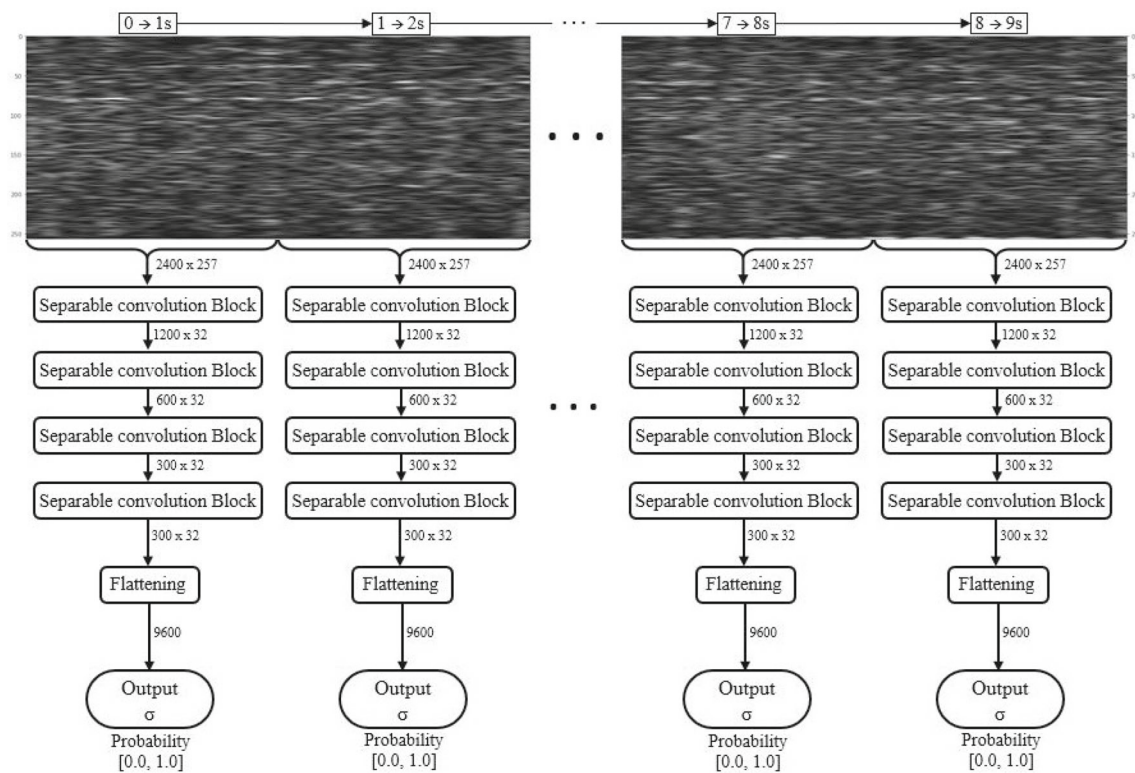 0 → 1s 1 → 2s ... 7 → 8s 8 → 9s
0
50
100
150
200
250
2400 x 257 2400 x 257 2400 x 257 2400 x 257
Separable convolution Block Separable convolution Block Separable convolution Block Separable convolution Block
1200 x 32 1200 x 32 1200 x 32 1200 x 32
Separable convolution Block Separable convolution Block Separable convolution Block Separable convolution Block
600 x 32 600 x 32 600 x 32 600 x 32
Separable convolution Block Separable convolution Block Separable convolution Block Separable convolution Block
300 x 32 300 x 32 300 x 32 300 x 32
Separable convolution Block Separable convolution Block Separable convolution Block Separable convolution Block
300 x 32 300 x 32 300 x 32 300 x 32
Flattening Flattening Flattening Flattening
9600 9600 9600 9600
Output Output Output Output
σ σ σ σ
Probability Probability Probability Probability
[0.0, 1.0] [0.0, 1.0] [0.0, 1.0] [0.0, 1.0]